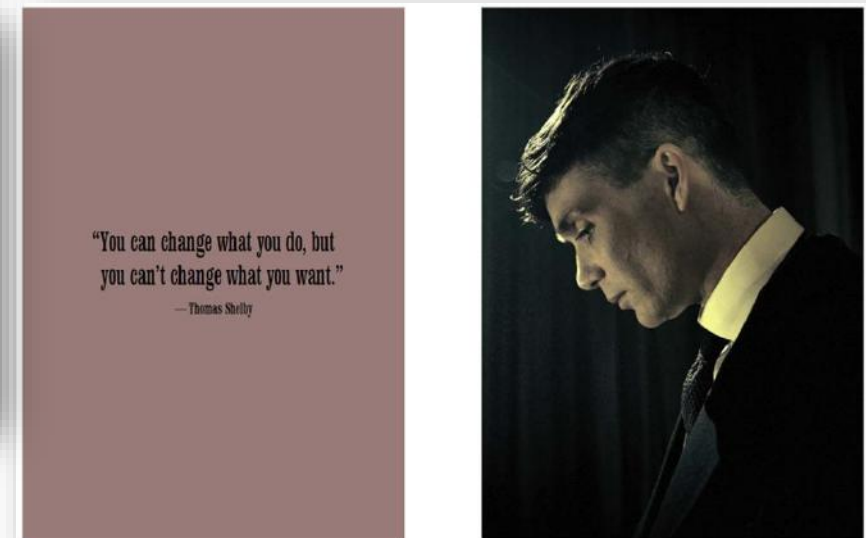 “You can change what you do, but
you can’t change what you want.”
— Thomas Shelby